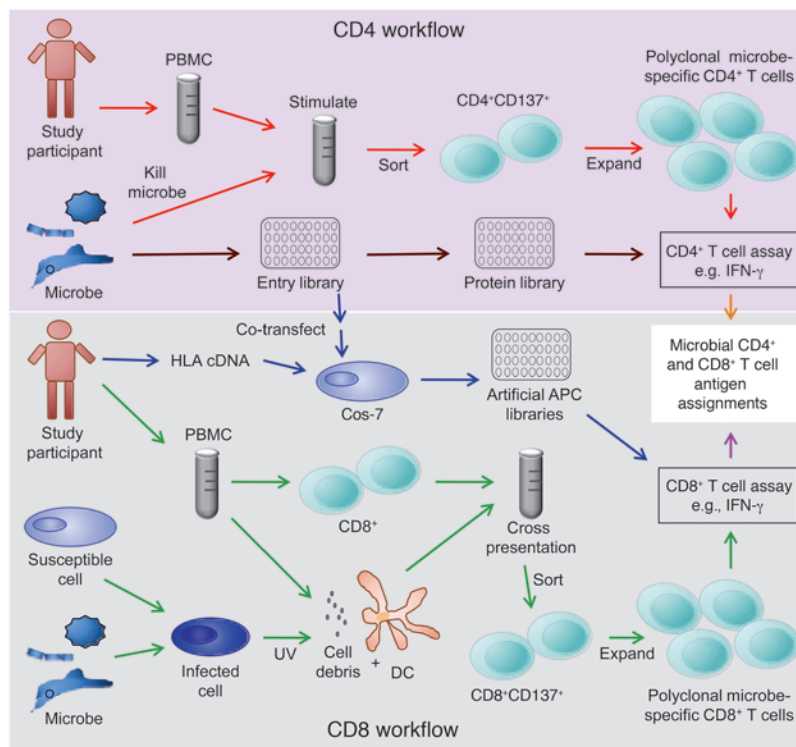 CD4 workflow
PBMC
Stimulate
CD4⁺CD137⁺
Polyclonal microbe-
specific CD4⁺ T cells
Study
participant
Kill
microbe
Sort
Expand
Microbe
Entry library
Protein library
CD4⁺ T cell assay
e.g. IFN-γ
Co-transfect
HLA cDNA
Cos-7
Artificial APC
libraries
Microbial CD4⁺
and CD8⁺ T cell
antigen
assignments
Study
participant
PBMC
CD8⁺
Cross
presentation
CD8⁺ T cell assay
e.g., IFN-γ
Susceptible
cell
Sort
Infected
cell
UV
Cell
debris
+
DC
CD8⁺CD137⁺
Expand
Polyclonal microbe-
specific CD8⁺ T cells
Microbe
CD8 workflow